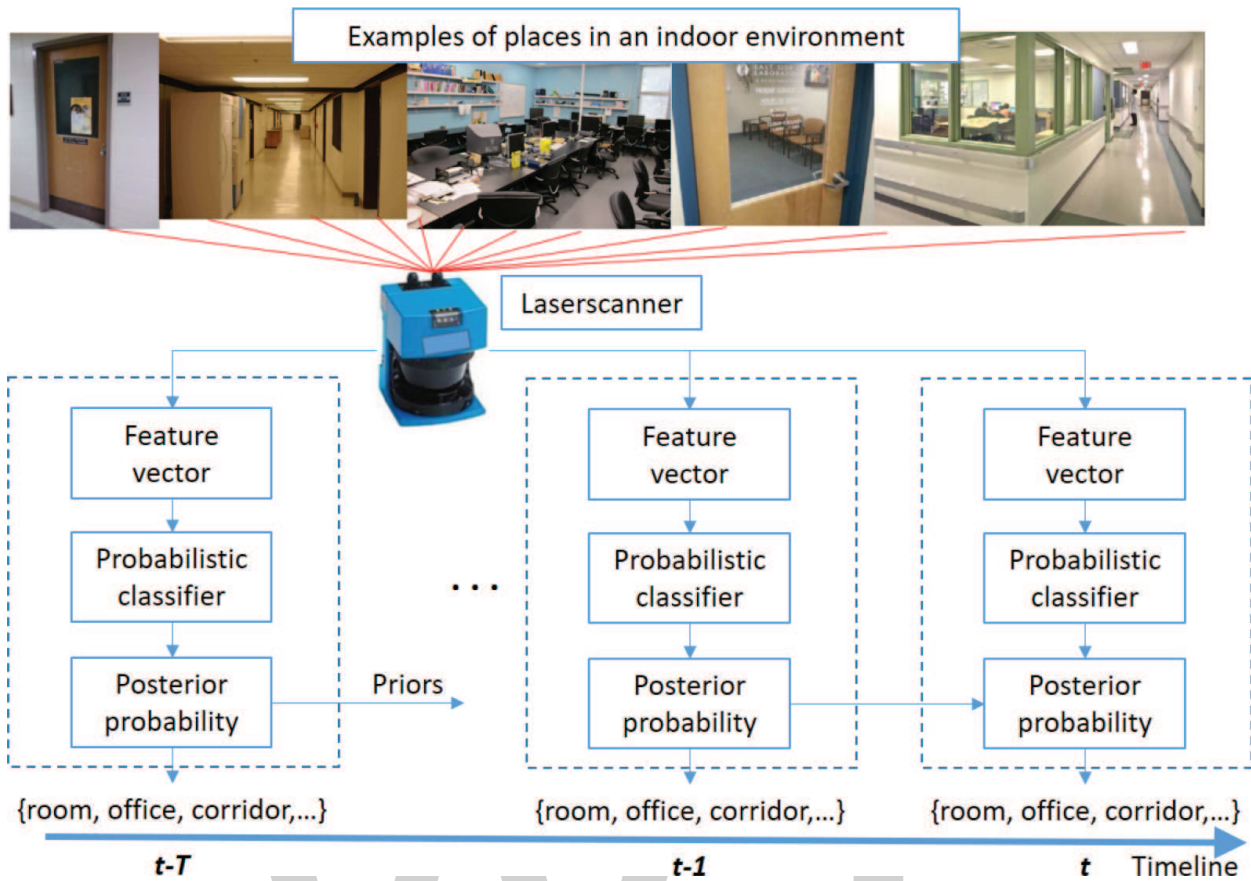 Examples of places in an indoor environment
LABORATO
Laserscanner
Feature
vector
Feature
vector
Feature
vector
Probabilistic
classifier
Probabilistic
classifier
Probabilistic
classifier
. . .
Posterior
probability
Priors
Posterior
probability
Posterior
probability
{room, office, corridor,...}
{room, office, corridor,...}
{room, office, corridor,...}
t-T
t-1
t
Timeline